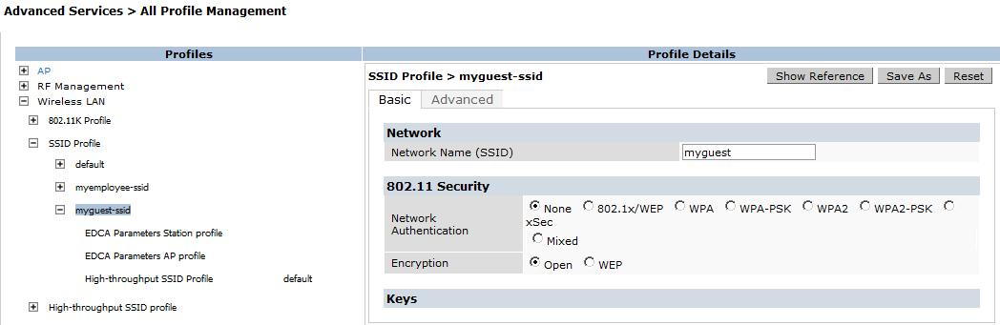 Advanced Services > All Profile Management
Profiles
AP
RF Management
Wireless LAN
802.11K Profile
SSID Profile
default
myemployee-ssid
myguest-ssid
EDCA Parameters Station profile
EDCA Parameters AP profile
High-throughput SSID Profile default
High-throughput SSID profile
Profile Details
SSID Profile > myguest-ssid Show Reference Save As Reset
Basic Advanced
Network
Network Name (SSID) myguest
802.11 Security
Network Authentication None 802.1x/WEP WPA WPA-PSK WPA2 WPA2-PSK
xSec
Mixed
Encryption Open WEP
Keys